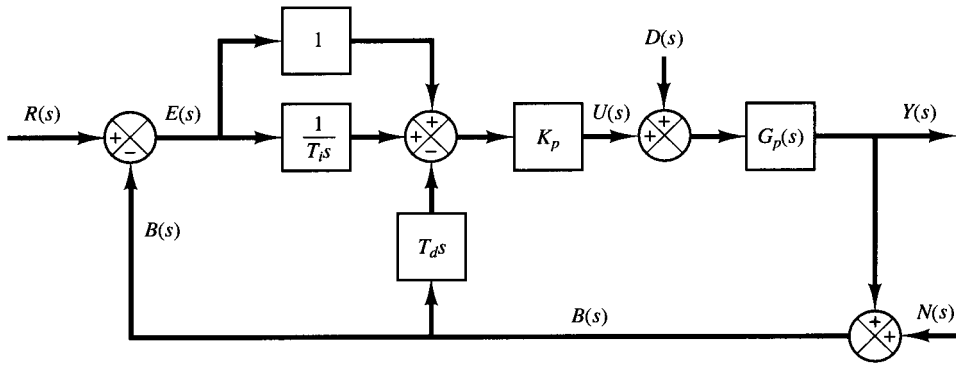 1
D(s)
R(s)
E(s)
U(s)
Y(s)
+
+
+
+
+
+
−
1
T_i s
−
K_p
G_p(s)
B(s)
T_d s
B(s)
N(s)
+
+